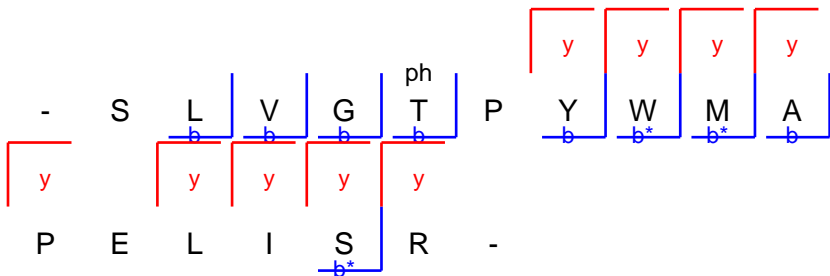 y y y y
ph
- S L V G T P Y W M A
b b b b b b* b* b
y y y y y
P E L I S R -
b*